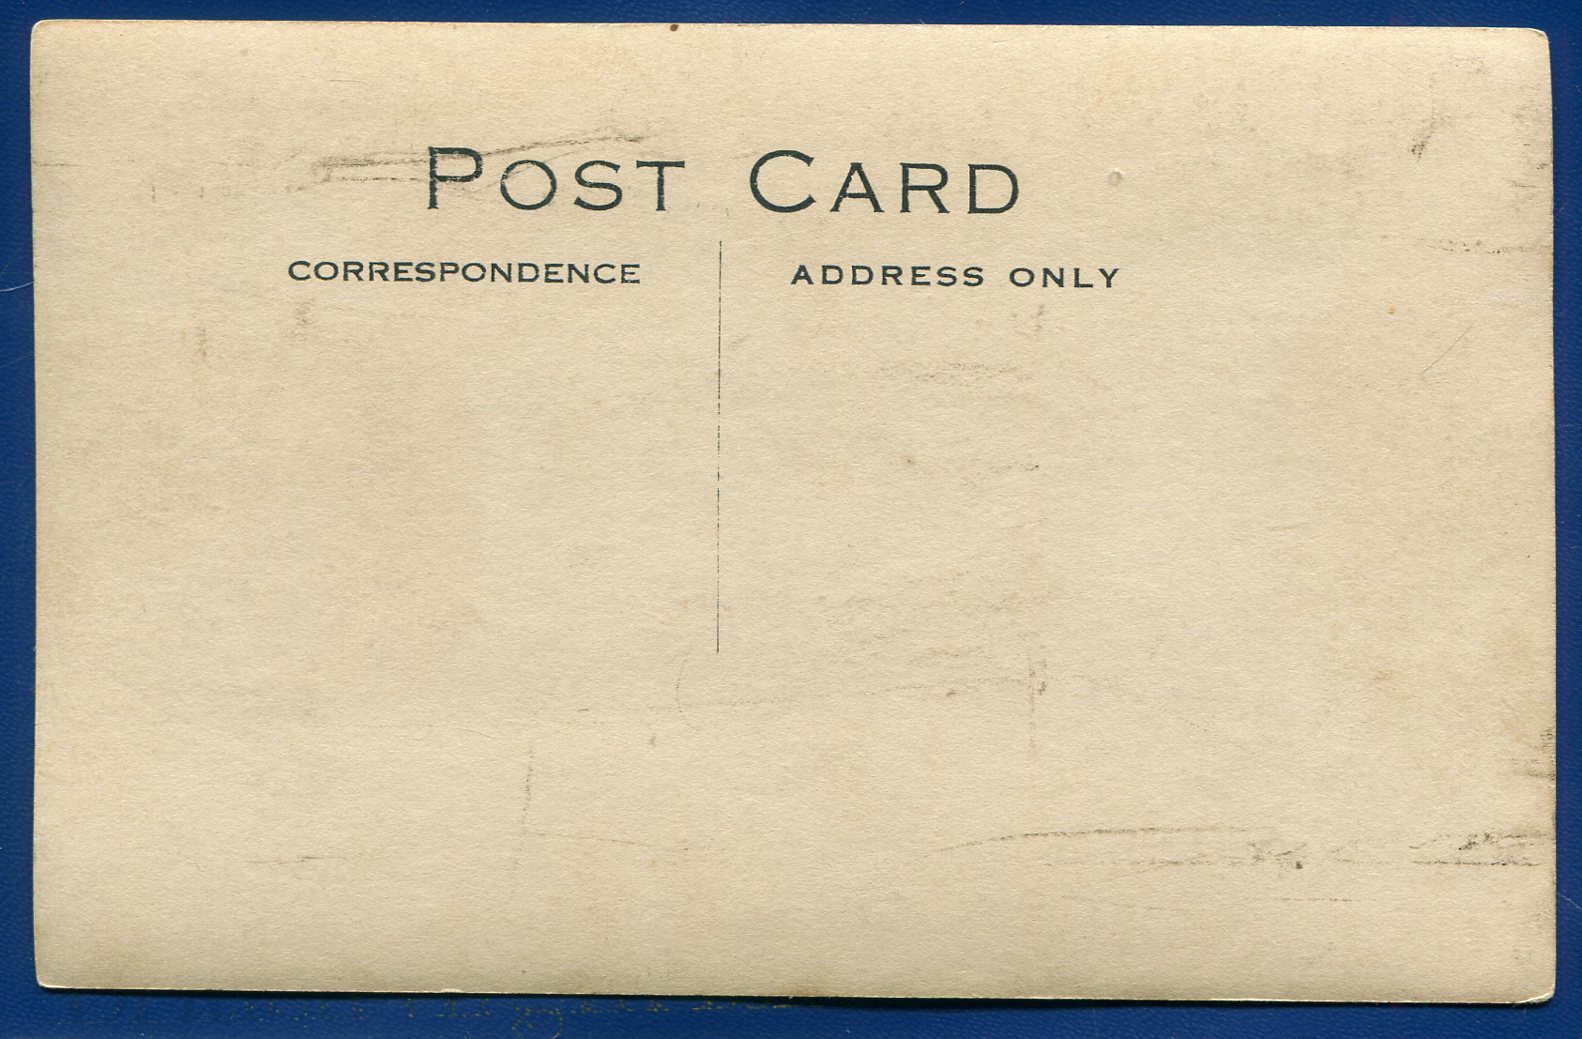 POST CARD
CORRESPONDENCE
ADDRESS ONLY